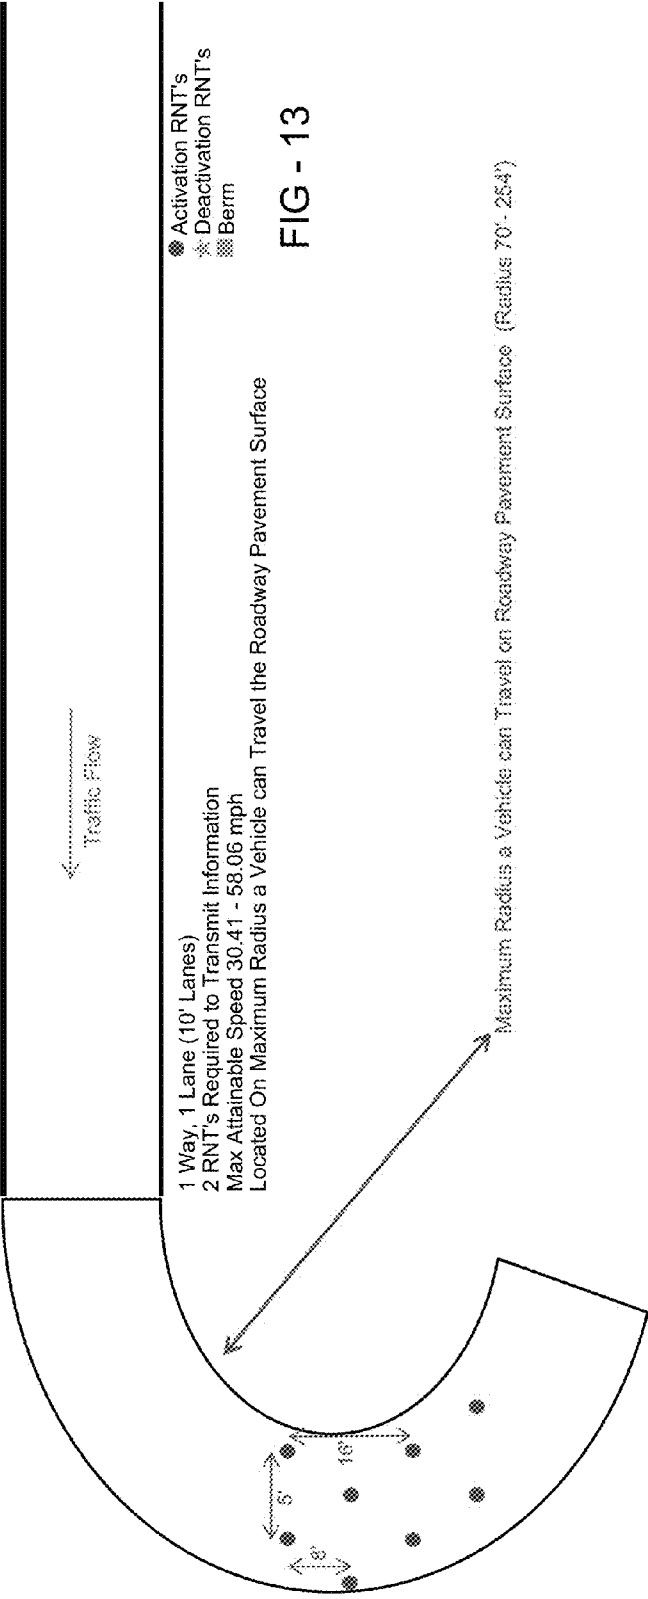 Traffic Flow
Activation RNT's
Deactivation RNT's
Berm
FIG - 13
1 Way, 1 Lane (10' Lanes)
2 RNT's Required to Transmit Information
Max Attainable Speed 30.41 - 58.06 mph
Located On Maximum Radius a Vehicle can Travel the Roadway Pavement Surface
Maximum Radius a Vehicle can Travel on Roadway Pavement Surface (Radius 70'- 254')
5'
16'
8'